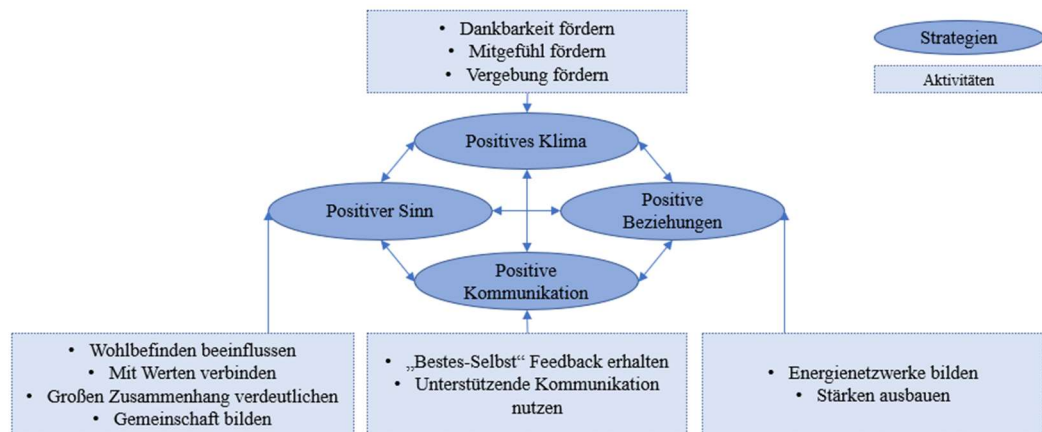 • Dankbarkeit fördern
• Mitgefühl fördern
• Vergebung fördern
Strategien
Aktivitäten
Positives Klima
Positiver Sinn
Positive
Beziehungen
Positive
Kommunikation
• Wohlbefinden beeinflussen
• Mit Werten verbinden
• Großen Zusammenhang verdeutlichen
• Gemeinschaft bilden
• „Bestes-Selbst“ Feedback erhalten
• Unterstützende Kommunikation
nutzen
• Energienetzwerke bilden
• Stärken ausbauen